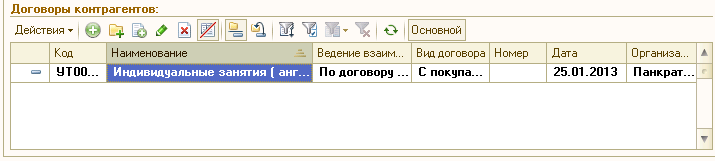 Договоры контрагентов:
Действия Основной
Код Наименование Ведение взаим... Вид договора Номер Дата Организа...
УТ00... Индивидуальные занятия ( анг... По договору ... С покупа... 25.01.2013 Панкрат...